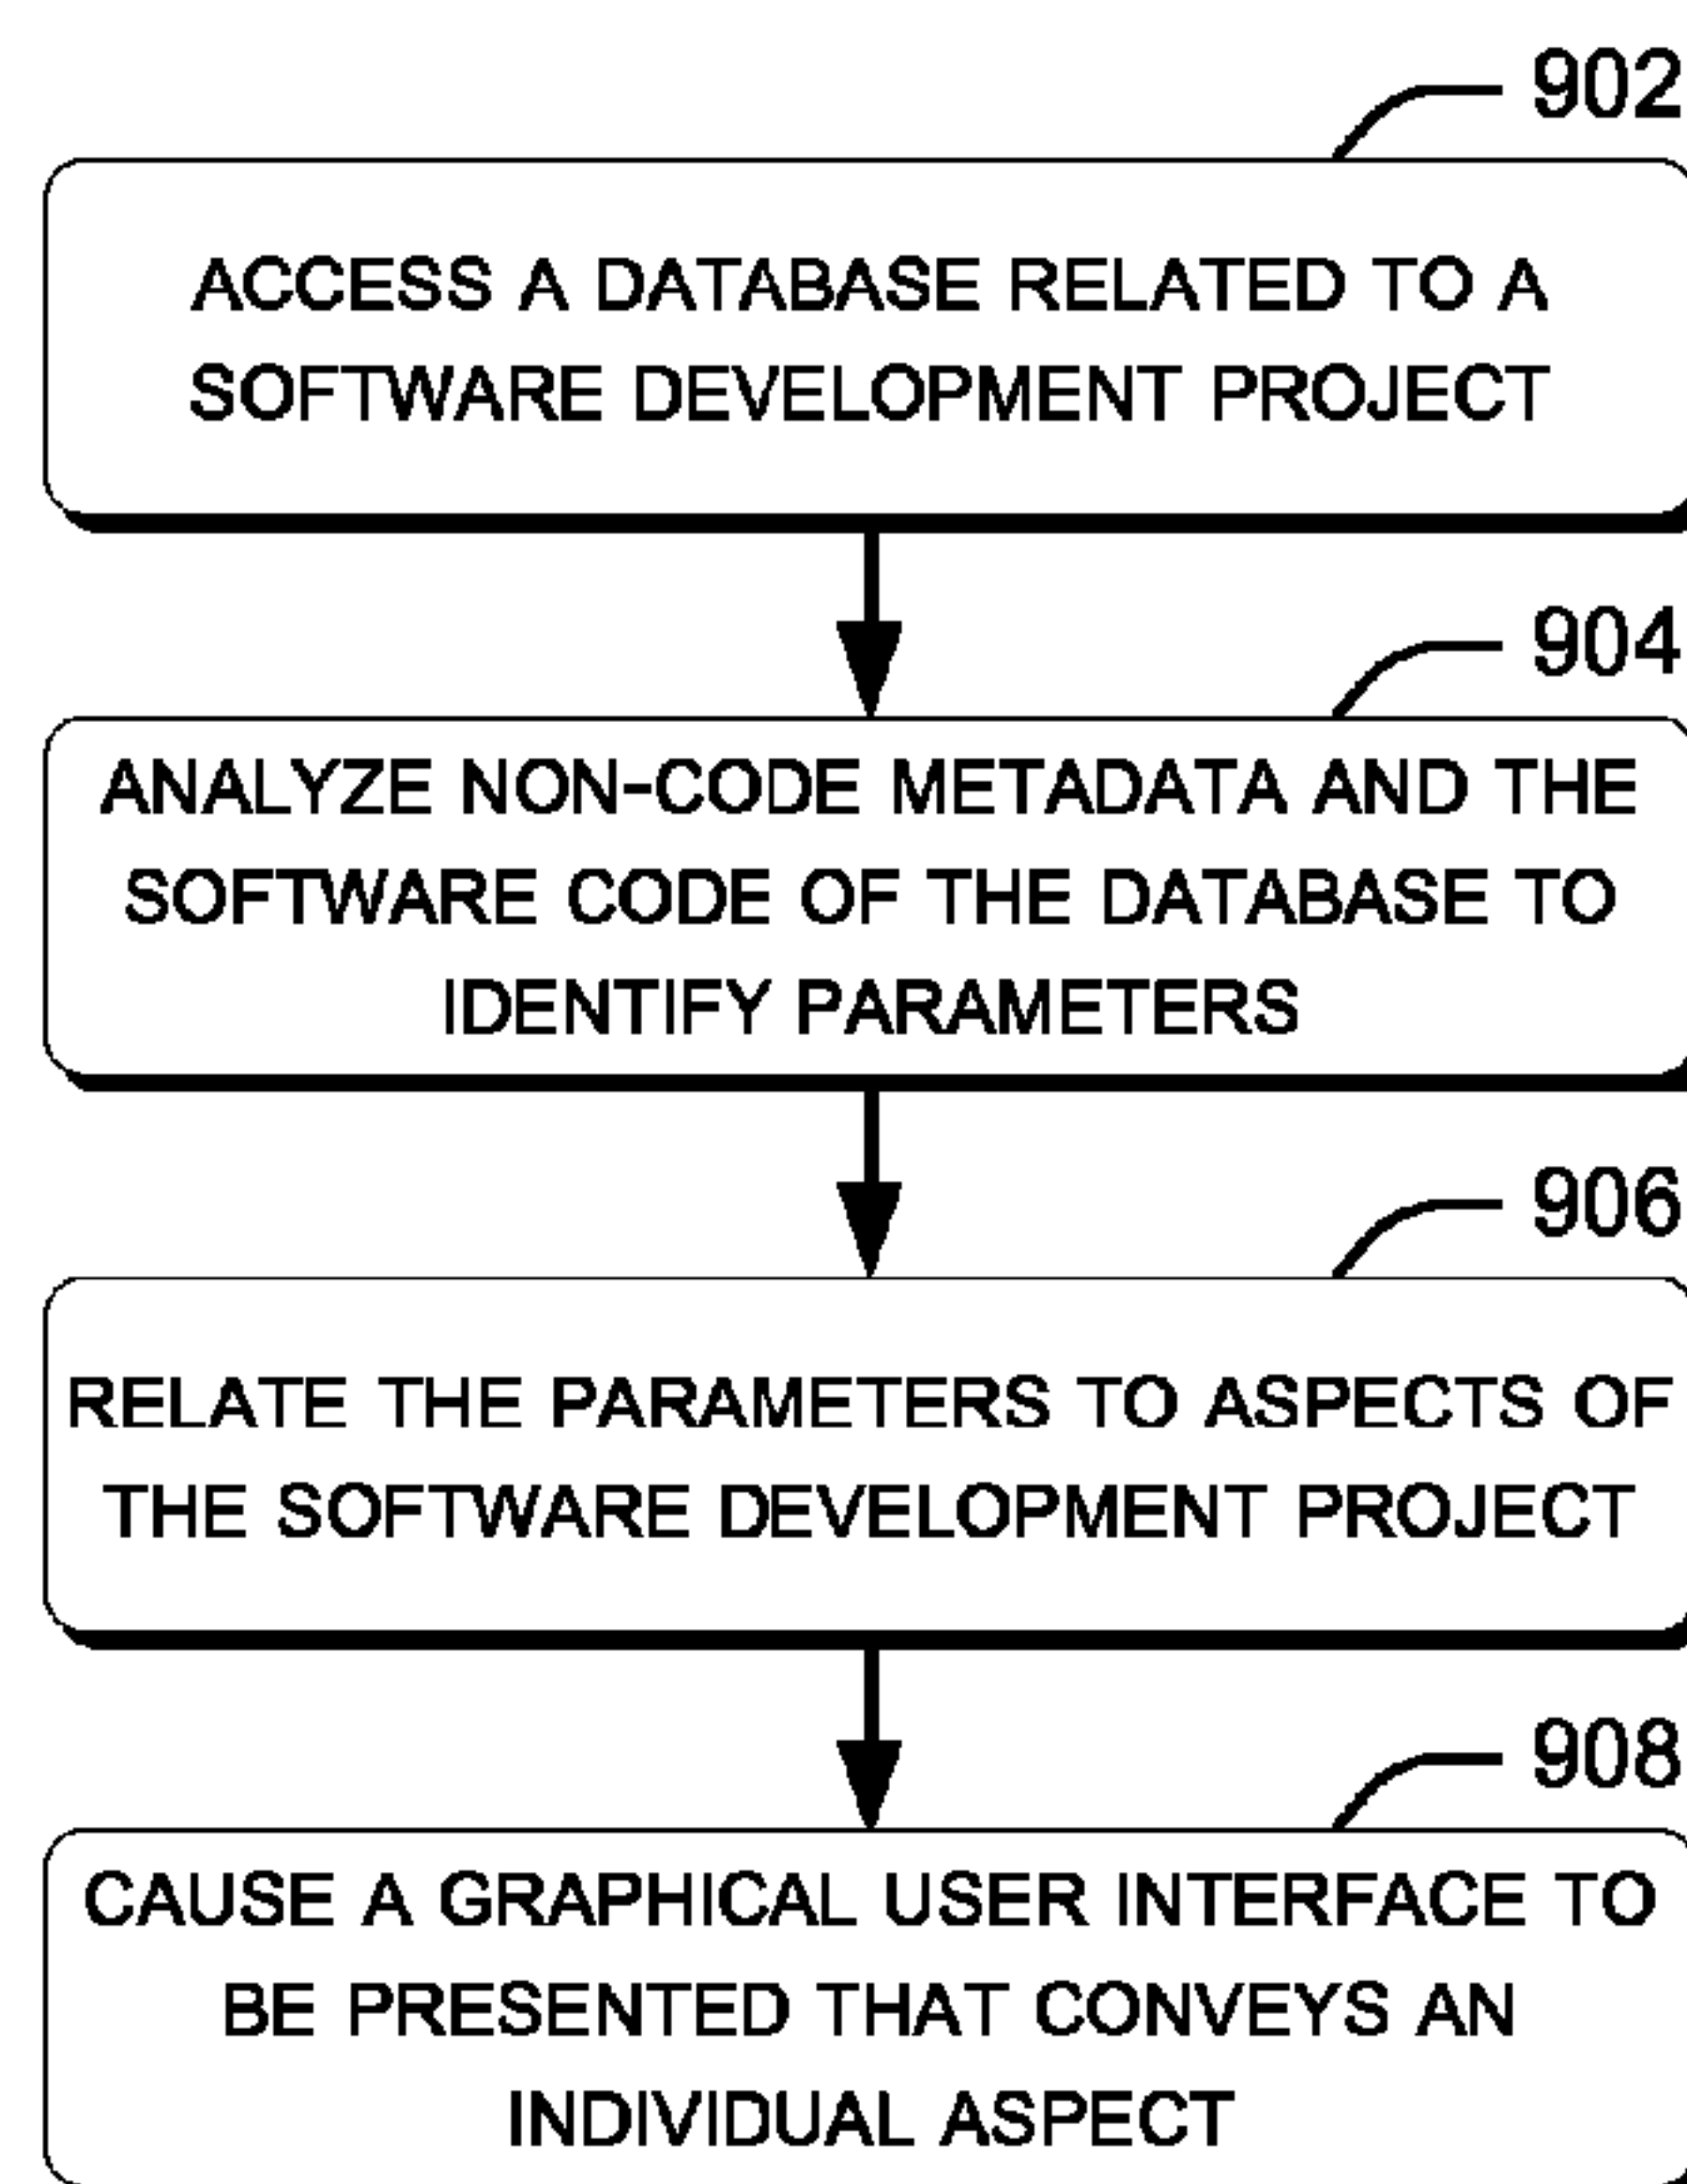 902
ACCESS A DATABASE RELATED TO A
SOFTWARE DEVELOPMENT PROJECT
904
ANALYZE NON-CODE METADATA AND THE
SOFTWARE CODE OF THE DATABASE TO
IDENTIFY PARAMETERS
906
RELATE THE PARAMETERS TO ASPECTS OF
THE SOFTWARE DEVELOPMENT PROJECT
908
CAUSE A GRAPHICAL USER INTERFACE TO
BE PRESENTED THAT CONVEYS AN
INDIVIDUAL ASPECT